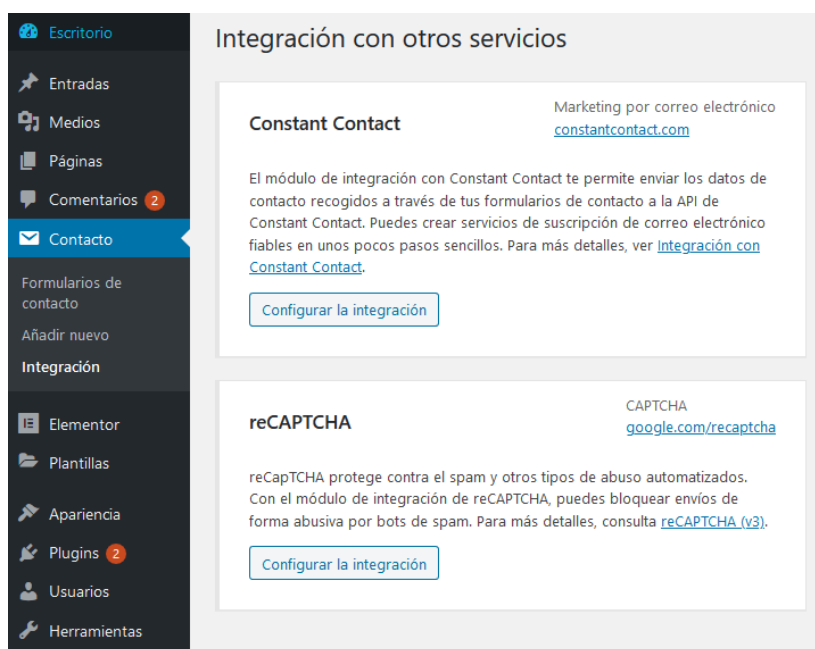 Escritorio
Entradas
Medios
Páginas
Comentarios 2
Contacto
Formularios de
contacto
Añadir nuevo
Integración
Elementor
Plantillas
Apariencia
Plugins 2
Usuarios
Herramientas
Integración con otros servicios
Constant Contact
Marketing por correo electrónico
constantcontact.com
El módulo de integración con Constant Contact te permite enviar los datos de
contacto recogidos a través de tus formularios de contacto a la API de
Constant Contact. Puedes crear servicios de suscripción de correo electrónico
fiables en unos pocos pasos sencillos. Para más detalles, ver Integración con
Constant Contact.
Configurar la integración
reCAPTCHA
CAPTCHA
google.com/recaptcha
reCapTCHA protege contra el spam y otros tipos de abuso automatizados.
Con el módulo de integración de reCAPTCHA, puedes bloquear envíos de
forma abusiva por bots de spam. Para más detalles, consulta reCAPTCHA (v3).
Configurar la integración